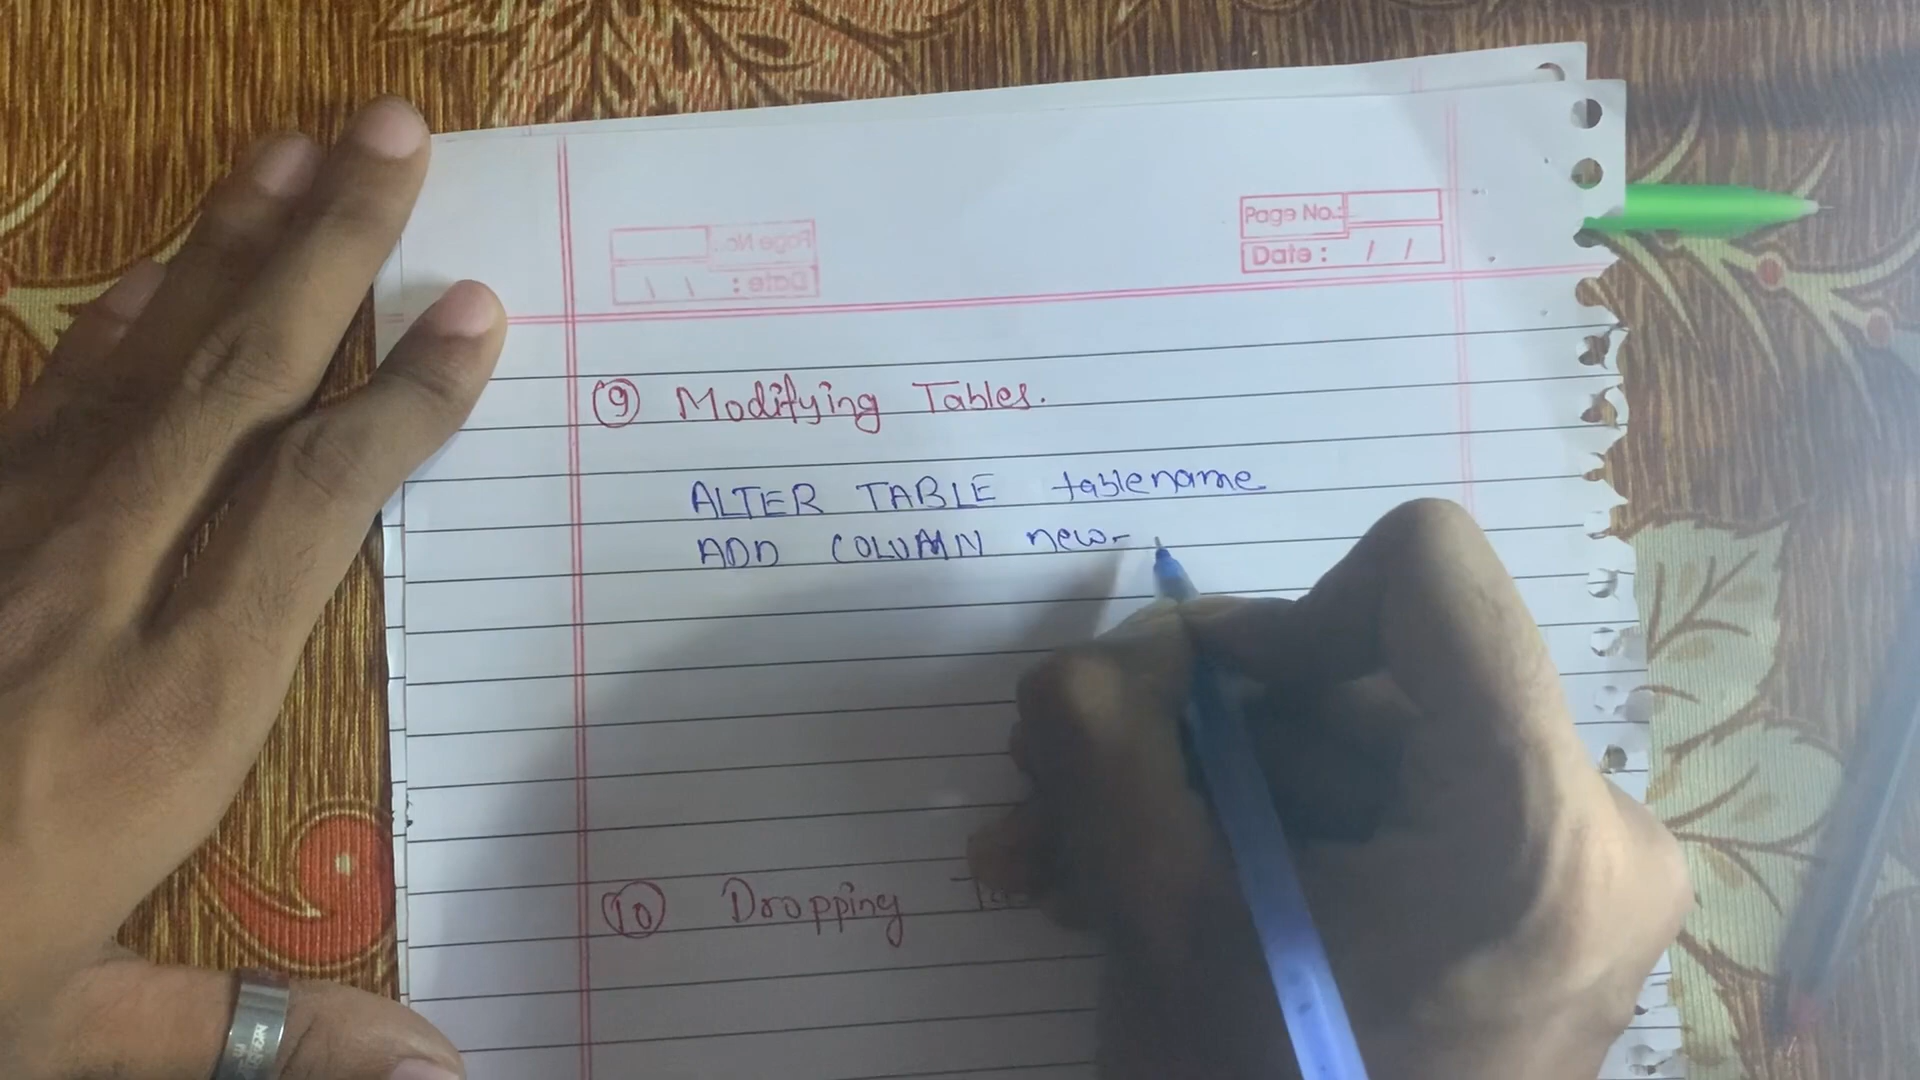 Page No.:
Date : / /
(9) Modifying Tables.
ALTER TABLE tablename
ADD COLUMN new-
(10) Dropping